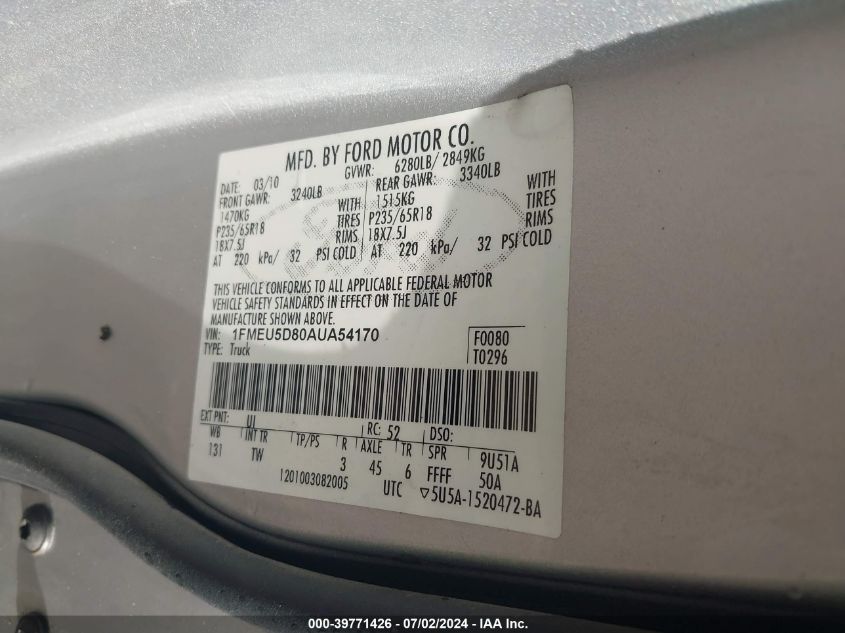 MFD. BY FORD MOTOR CO.
DATE: 03/10 GVWR: 6280LB/ 2849KG
FRONT GAWR: 3240LB REAR GAWR: 3340LB
1470KG WITH 1515KG WITH
P235/65R18 TIRES P235/65R18 TIRES
18X7.5J RIMS 18X7.5J RIMS
AT 220 kPa/ 32 PSI COLD AT 220 kPa/ 32 PSI COLD
THIS VEHICLE CONFORMS TO ALL APPLICABLE FEDERAL MOTOR
VEHICLE SAFETY STANDARDS IN EFFECT ON THE DATE OF
MANUFACTURE SHOWN ABOVE.
VIN: 1FMEU5D80AUA54170 F0080
TYPE: Truck T0296
EXT PNT: UI RC: 52 DSO:
WB INT TR TP/PS R AXLE TR SPR 9U51A
131 TW 3 45 6 FFFF 50A
1201003082005 UTC ▽5U5A-1520472-BA
000-39771426 / 07/02/2024 / IAA Inc.